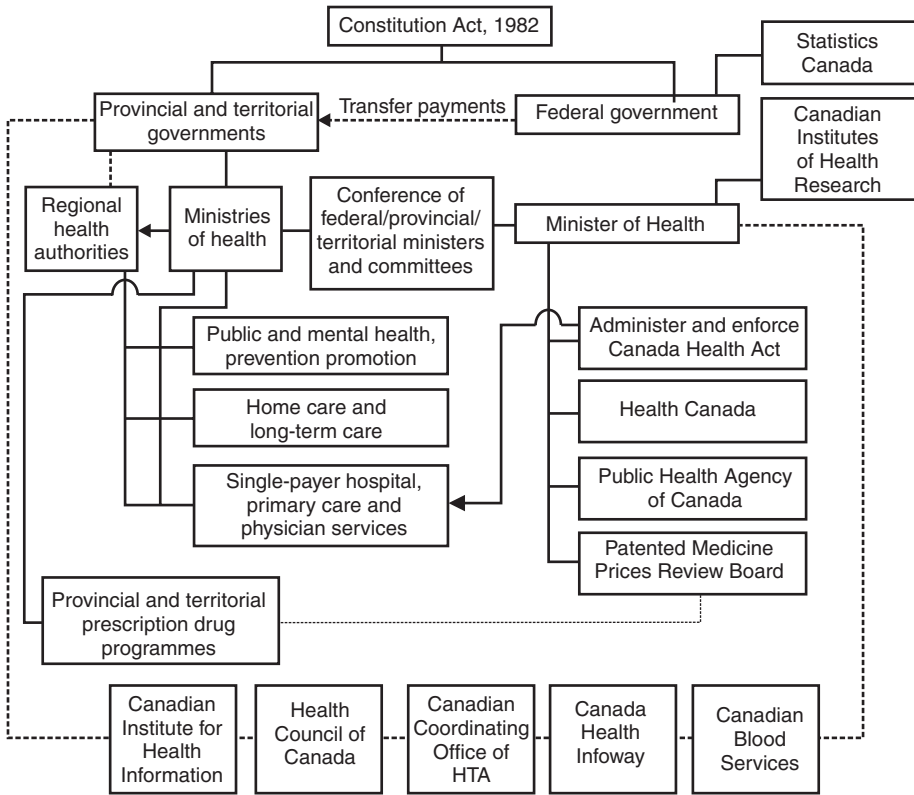 Constitution Act, 1982
Statistics
Canada
Provincial and territorial
governments
Transfer payments
Federal government
Canadian
Institutes
of Health
Research
Regional
health
authorities
Ministries
of health
Conference of
federal/provincial/
territorial ministers
and committees
Minister of Health
Public and mental health,
prevention promotion
Administer and enforce
Canada Health Act
Home care and
long-term care
Health Canada
Single-payer hospital,
primary care and
physician services
Public Health Agency
of Canada
Patented Medicine
Prices Review Board
Provincial and territorial
prescription drug
programmes
Canadian
Institute for
Health
Information
Health
Council of
Canada
Canadian
Coordinating
Office of
HTA
Canada
Health
Infoway
Canadian
Blood
Services